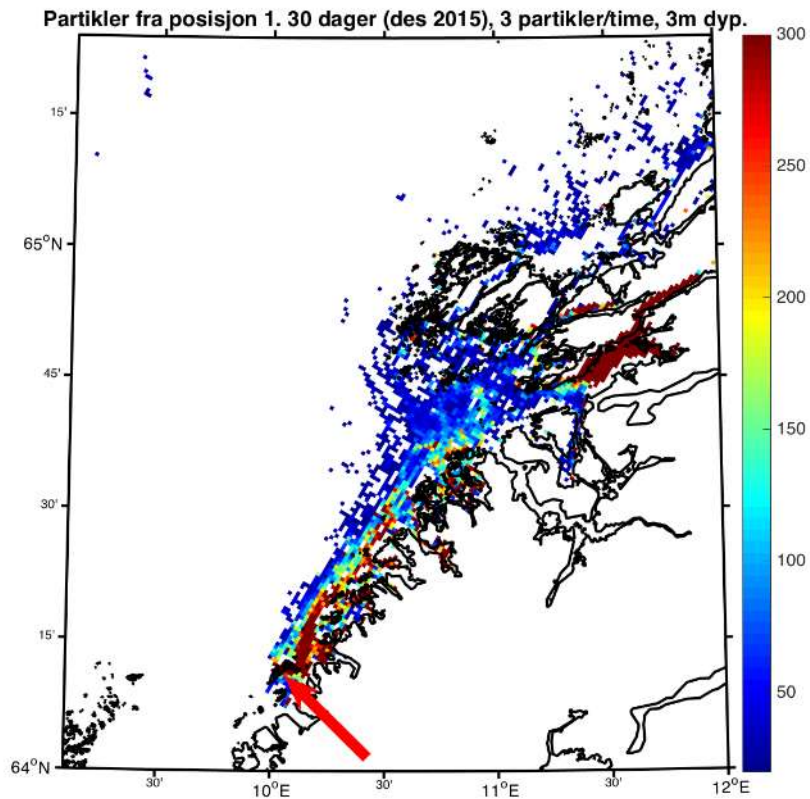 Partikler fra posisjon 1. 30 dager (des 2015), 3 partikler/time, 3m dyp.
300
15'
250
65°N
200
45'
150
30'
100
15'
50
64°N
30' 10°E 30' 11°E 30' 12°E